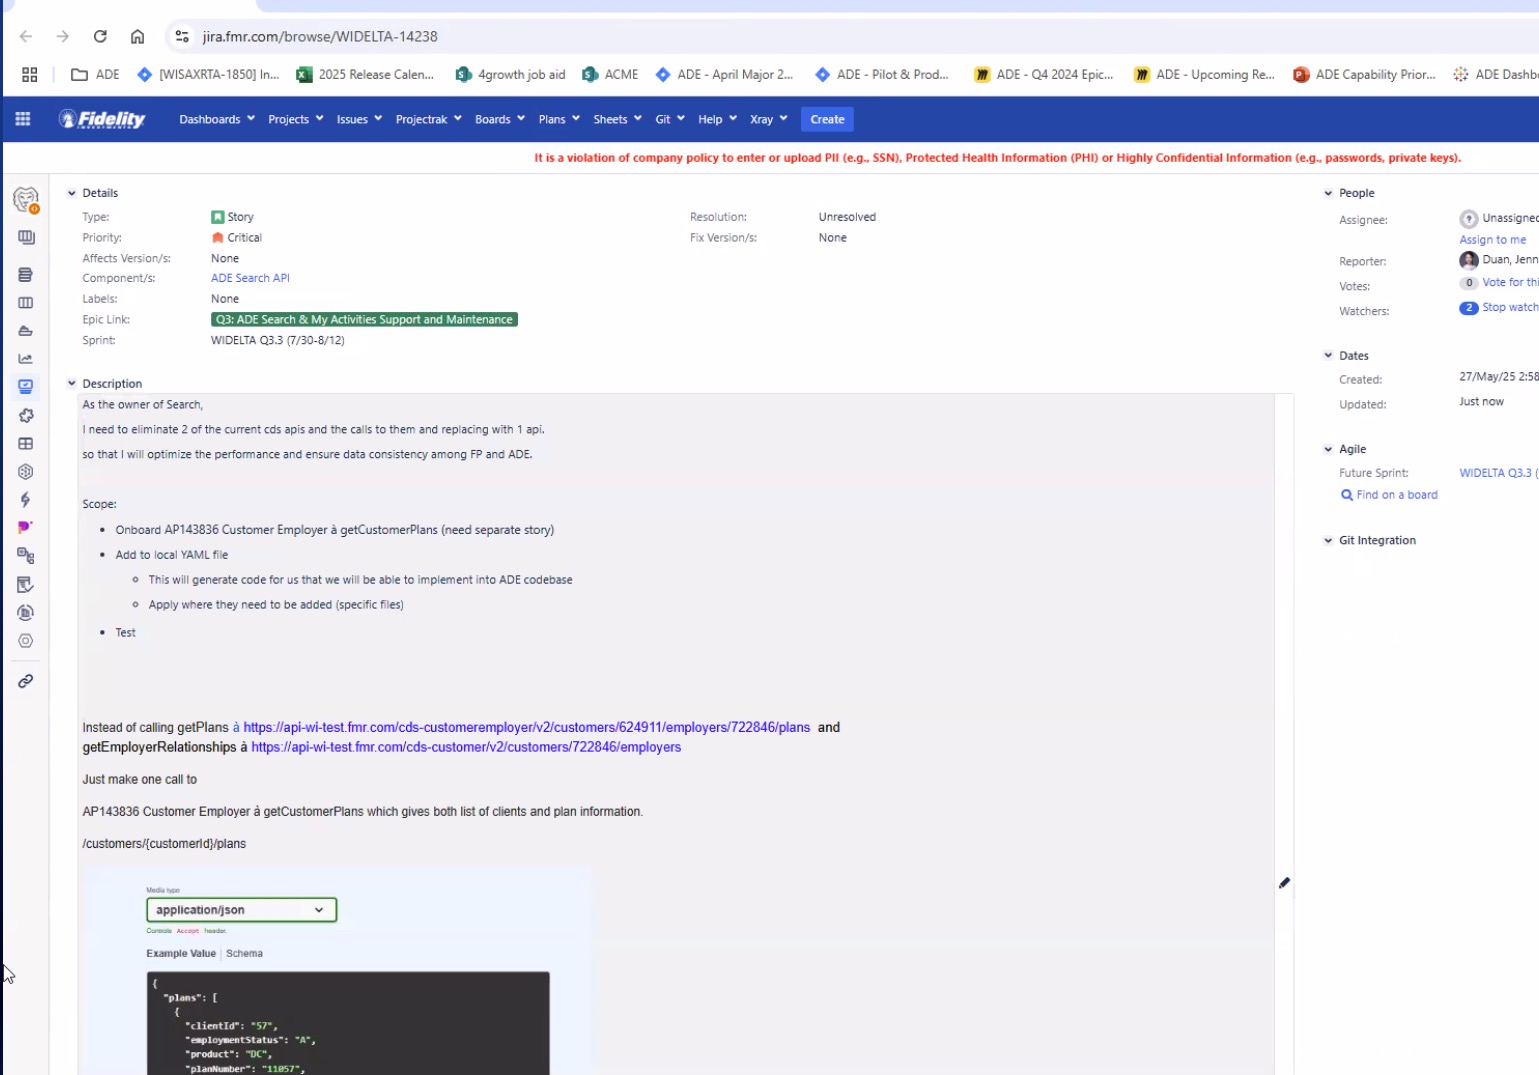 jira.fmr.com/browse/WIDELTA-14238
ADE
[WISAXRTA-1850] In...
2025 Release Calen...
4growth job aid
ACME
ADE - April Major 2...
ADE - Pilot & Prod...
ADE - Q4 2024 Epic...
ADE - Upcoming Re...
ADE Capability Prior...
ADE Dashbo
Fidelity
INVESTMENTS
Dashboards
Projects
Issues
Projectrak
Boards
Plans
Sheets
Git
Help
Xray
Create
It is a violation of company policy to enter or upload PII (e.g., SSN), Protected Health Information (PHI) or Highly Confidential Information (e.g., passwords, private keys).
Details
Type: Story
Priority: Critical
Affects Version/s: None
Component/s: ADE Search API
Labels: None
Epic Link: Q3: ADE Search & My Activities Support and Maintenance
Sprint: WIDELTA Q3.3 (7/30-8/12)
Resolution: Unresolved
Fix Version/s: None
Description
As the owner of Search,
I need to eliminate 2 of the current cds apis and the calls to them and replacing with 1 api.
so that I will optimize the performance and ensure data consistency among FP and ADE.
Scope:
• Onboard AP143836 Customer Employer à getCustomerPlans (need separate story)
• Add to local YAML file
This will generate code for us that we will be able to implement into ADE codebase
Apply where they need to be added (specific files)
• Test
Instead of calling getPlans à https://api-wi-test.fmr.com/cds-customeremployer/v2/customers/624911/employers/722846/plans and
getEmployerRelationships à https://api-wi-test.fmr.com/cds-customer/v2/customers/722846/employers
Just make one call to
AP143836 Customer Employer à getCustomerPlans which gives both list of clients and plan information.
/customers/{customerId}/plans
Media type
application/json
Controls Accept header.
Example Value | Schema
{
"plans": [
{
"clientId": "57",
"employmentStatus": "A",
"product": "DC",
"planNumber": "11057",
People
Assignee: Unassigned
Assign to me
Reporter: Duan, Jenn
Votes: 0 Vote for thi
Watchers: 2 Stop watch
Dates
Created: 27/May/25 2:58
Updated: Just now
Agile
Future Sprint: WIDELTA Q3.3 (
Find on a board
Git Integration